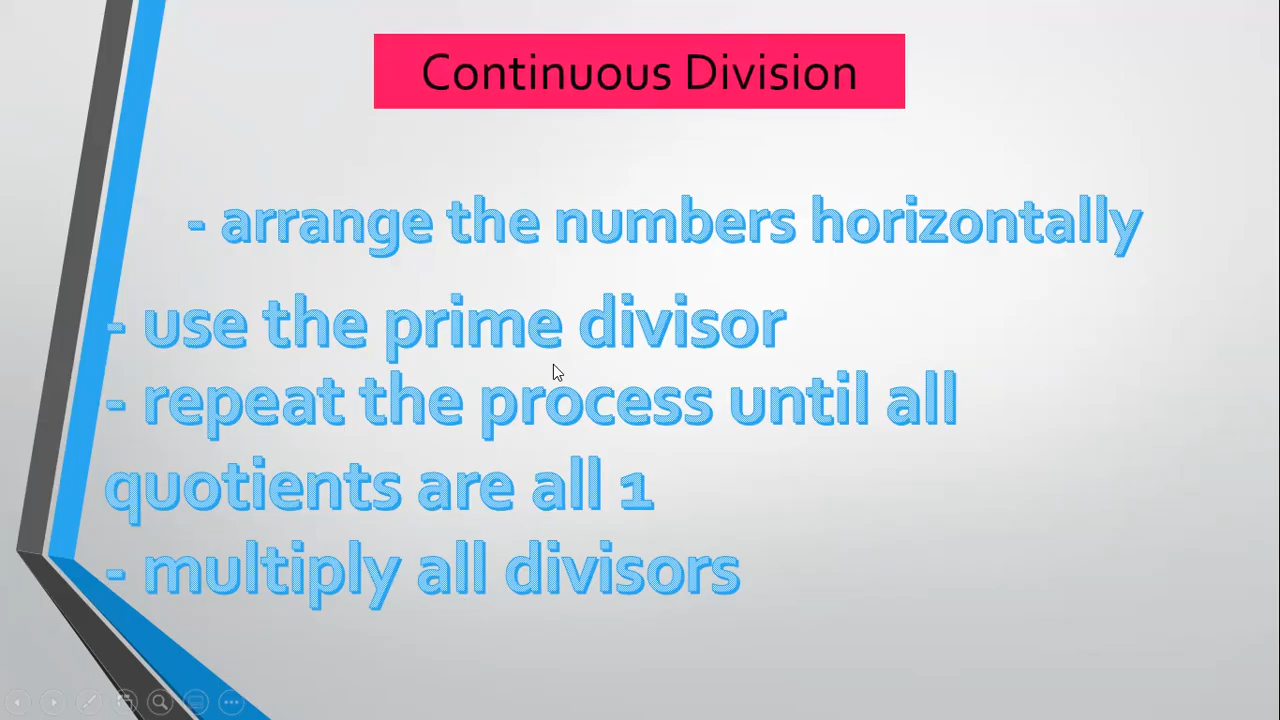 Continuous Division
- arrange the numbers horizontally
- use the prime divisor
- repeat the process until all
quotients are all 1
- multiply all divisors